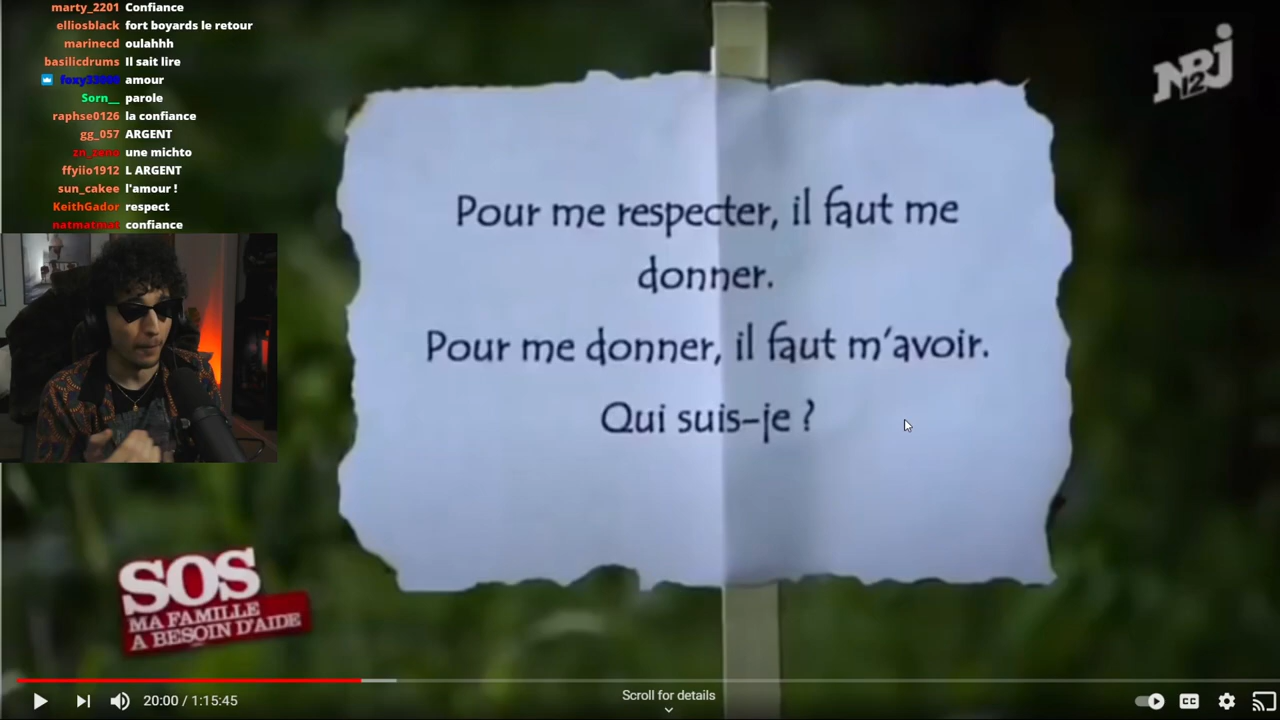 marty_2201 Confiance
elliosblack fort boyards le retour
marinecd oulahhh
basilicdrums Il sait lire
amour
Sorn__ parole
raphse0126 la confiance
gg_057 ARGENT
une michto
ffyiio1912 L ARGENT
sun_cakee l'amour !
KeithGador respect
confiance
NRJ
12
Pour me respecter, il faut me
donner.
Pour me donner, il faut m'avoir.
Qui suis-je ?
SOS
MA FAMILLE
A BESOIN D'AIDE
20:00 / 1:15:45
Scroll for details
CC